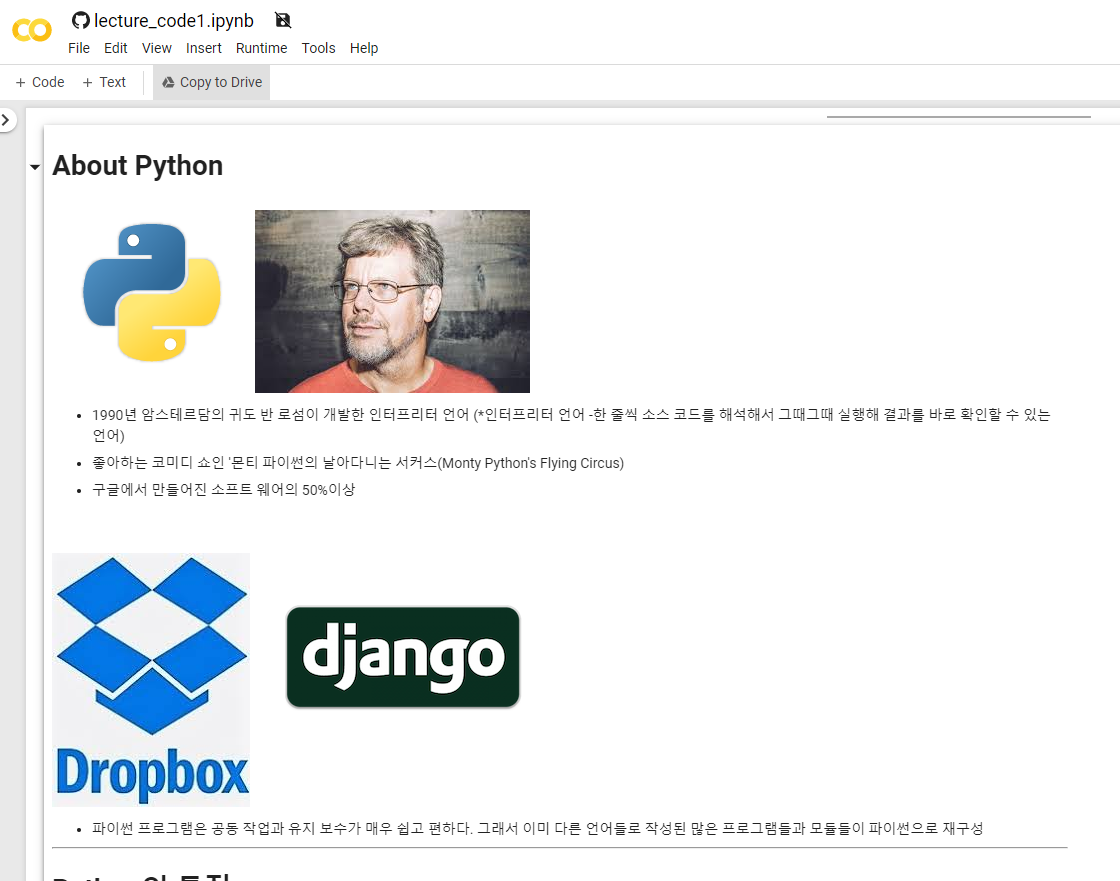 lecture_code1.ipynb
File Edit View Insert Runtime Tools Help
+ Code + Text Copy to Drive
About Python
1990년 암스테르담의 귀도 반 로섬이 개발한 인터프리터 언어 (*인터프리터 언어 -한 줄씩 소스 코드를 해석해서 그때그때 실행해 결과를 바로 확인할 수 있는
언어)
좋아하는 코미디 쇼인 '몬티 파이썬의 날아다니는 서커스(Monty Python's Flying Circus)
구글에서 만들어진 소프트 웨어의 50%이상
django
Dropbox
파이썬 프로그램은 공동 작업과 유지 보수가 매우 쉽고 편하다. 그래서 이미 다른 언어들로 작성된 많은 프로그램들과 모듈들이 파이썬으로 재구성